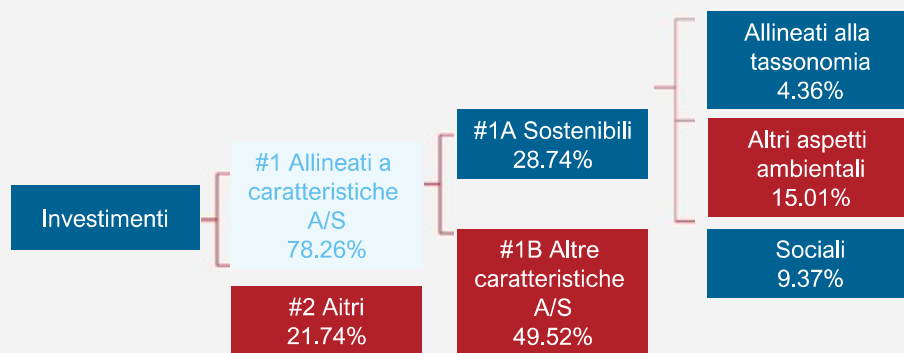 Investimenti
#1 Allineati a
caratteristiche
A/S
78.26%
#2 Aitri
21.74%
#1A Sostenibili
28.74%
#1B Altre
caratteristiche
A/S
49.52%
Allineati alla
tassonomia
4.36%
Altri aspetti
ambientali
15.01%
Sociali
9.37%